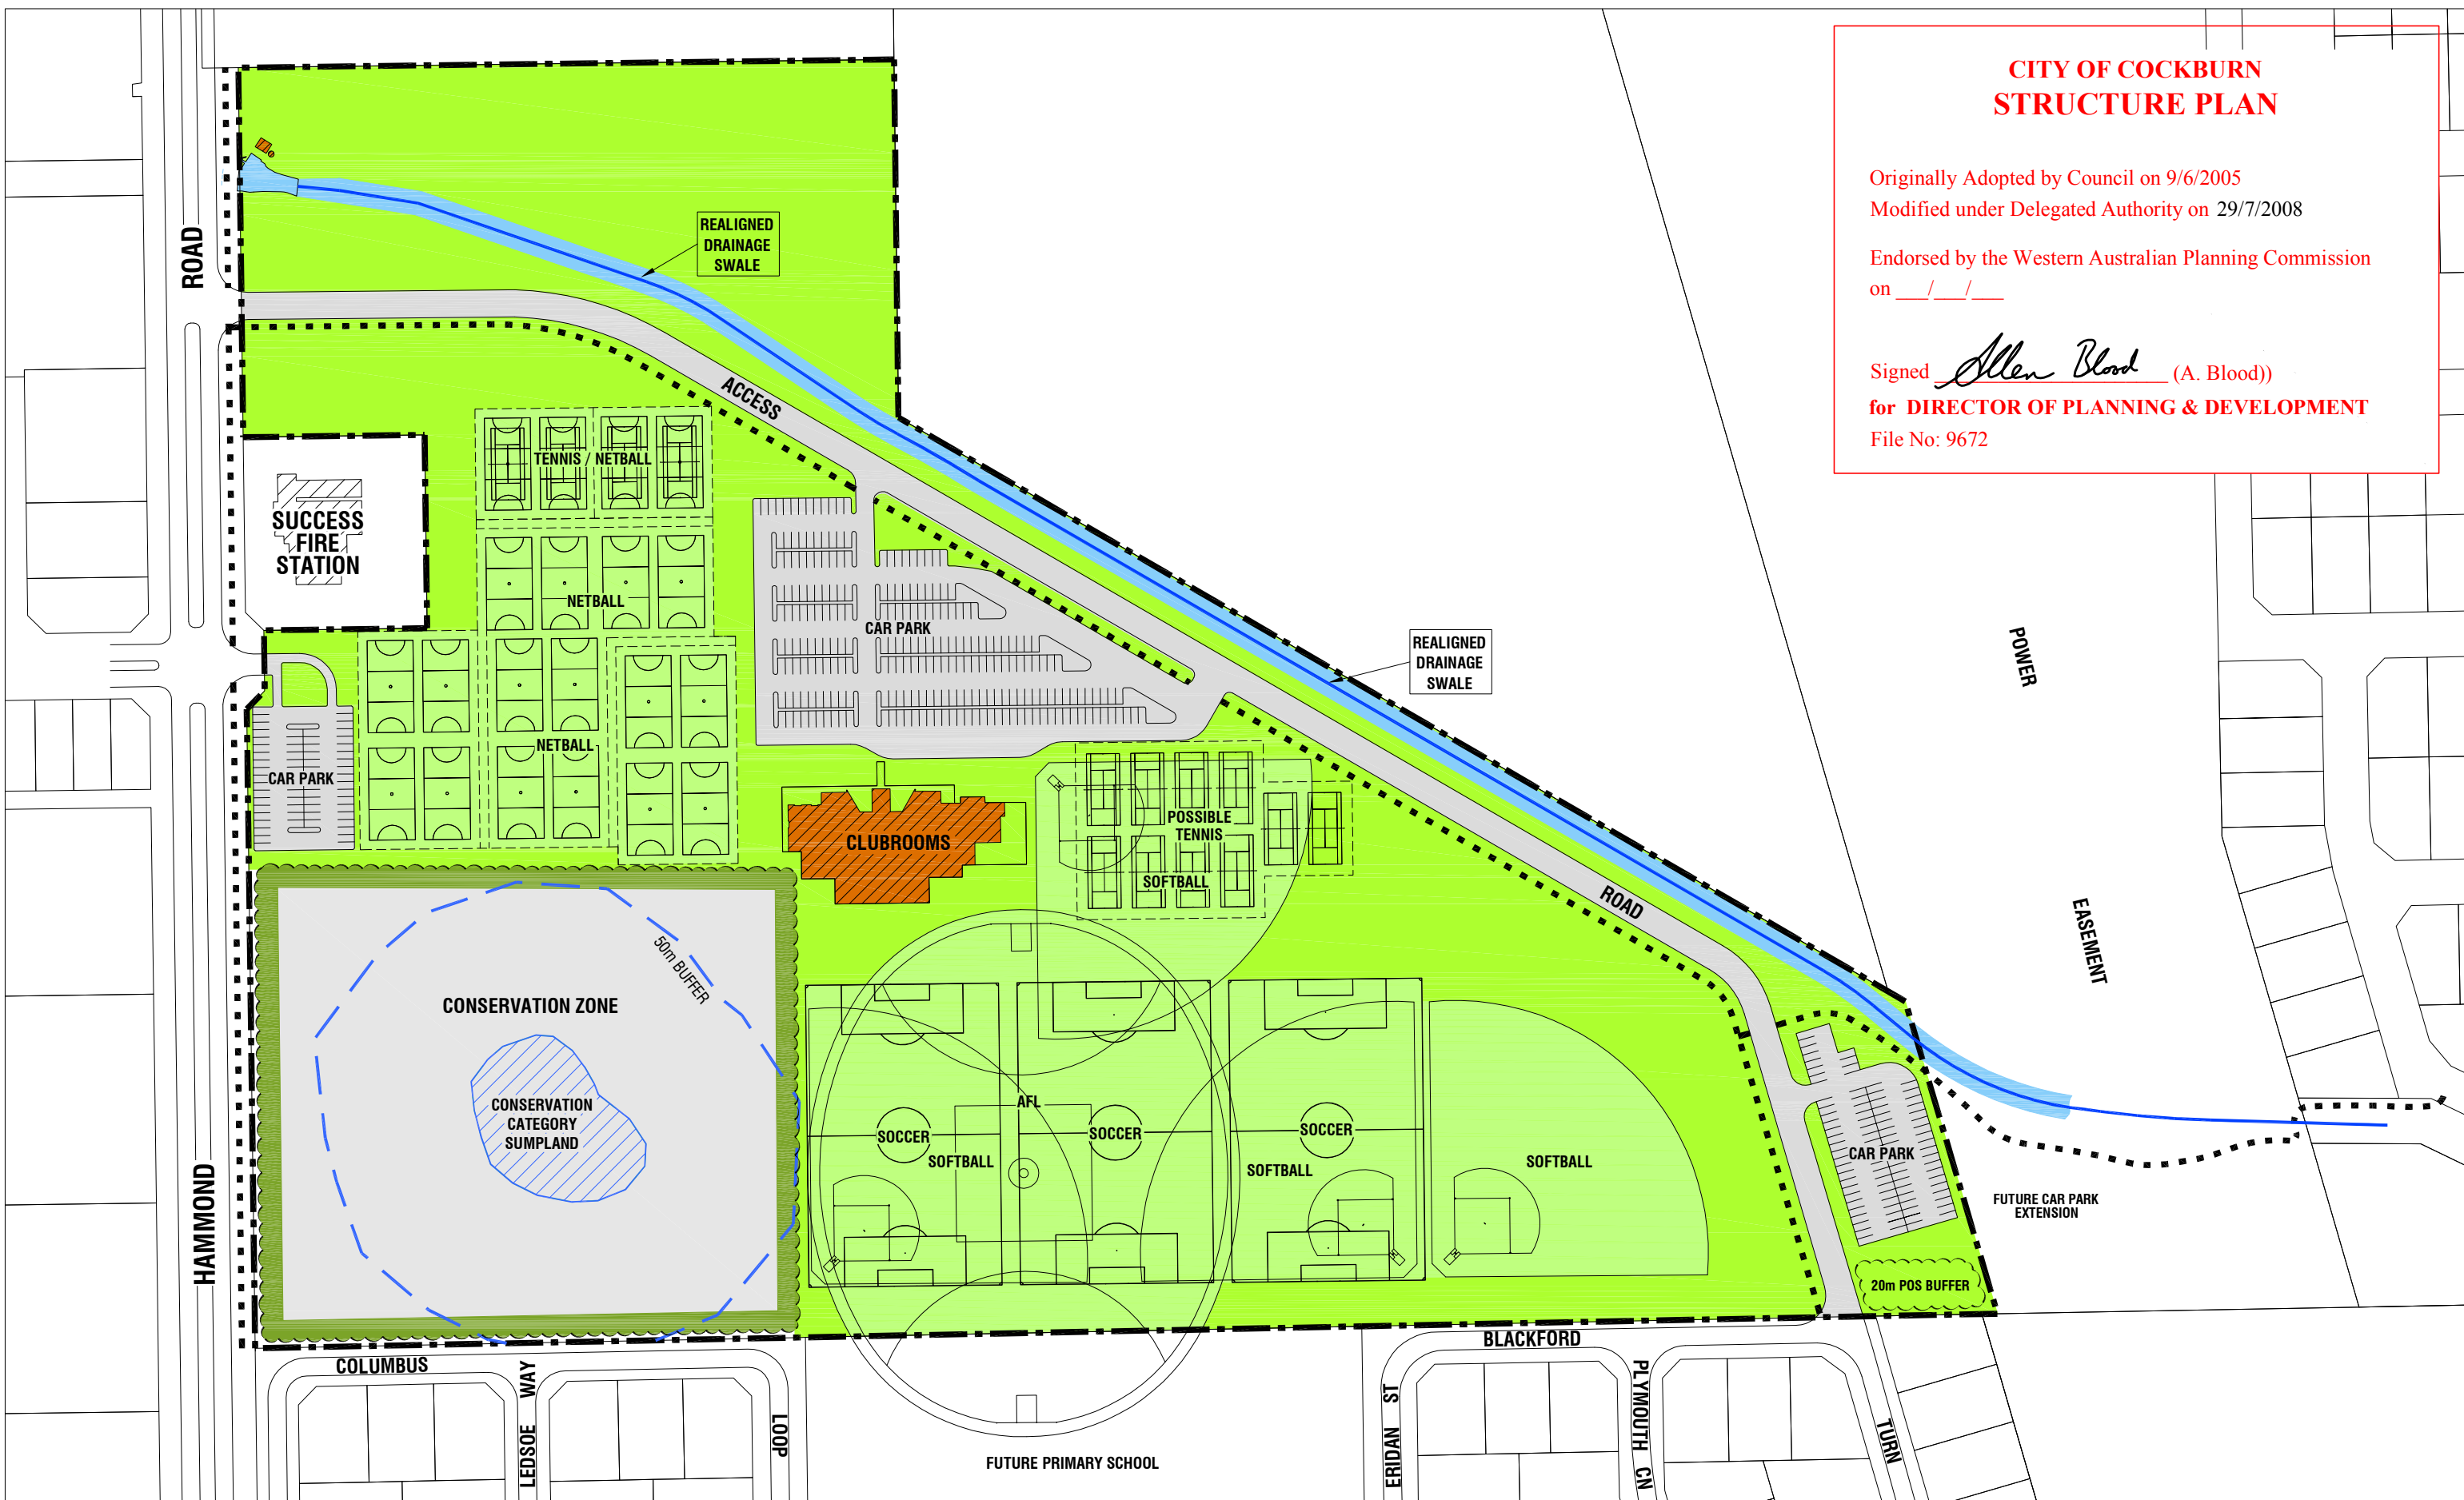 CITY OF COCKBURN
STRUCTURE PLAN
Originally Adopted by Council on 9/6/2005
Modified under Delegated Authority on 29/7/2008
Endorsed by the Western Australian Planning Commission
on ___/___/___
Signed Allen Blood (A. Blood))
for DIRECTOR OF PLANNING & DEVELOPMENT
File No: 9672
ROAD
REALIGNED
DRAINAGE
SWALE
ACCESS
TENNIS / NETBALL
SUCCESS
FIRE
STATION
NETBALL
CAR PARK
REALIGNED
DRAINAGE
SWALE
POWER
NETBALL
CAR PARK
CLUBROOMS
POSSIBLE
TENNIS
SOFTBALL
ROAD
EASEMENT
50m BUFFER
CONSERVATION ZONE
CONSERVATION
CATEGORY
SUMPLAND
AFL
SOCCER
SOCCER
SOCCER
SOFTBALL
SOFTBALL
SOFTBALL
CAR PARK
FUTURE CAR PARK
EXTENSION
20m POS BUFFER
HAMMOND
COLUMBUS
LEDSOE WAY
LOOP
FUTURE PRIMARY SCHOOL
BLACKFORD
ERIDAN ST
PLYMOUTH CN
TURN